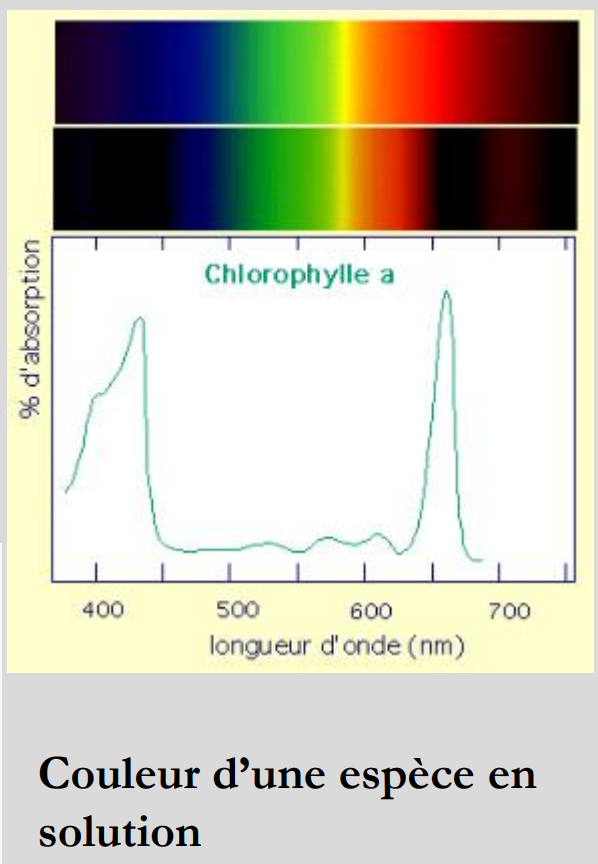 Chlorophylle a
% d'absorption
400 500 600 700
longueur d'onde (nm)
Couleur d’une espèce en
solution